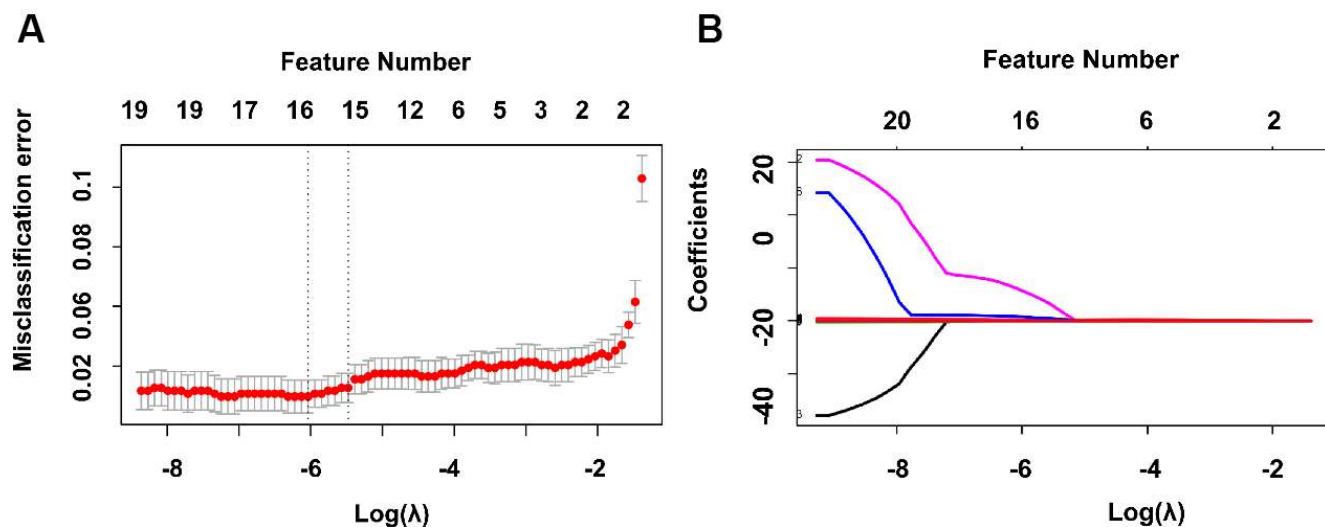 A
Feature Number
19 19 17 16 15 12 6 5 3 2 2
Misclassification error
0.1
0.08
0.06
0.02
-8 -6 -4 -2
Log(λ)
B
Feature Number
20 16 6 2
Coefficients
20
0
-20
-40
-8 -6 -4 -2
Log(λ)